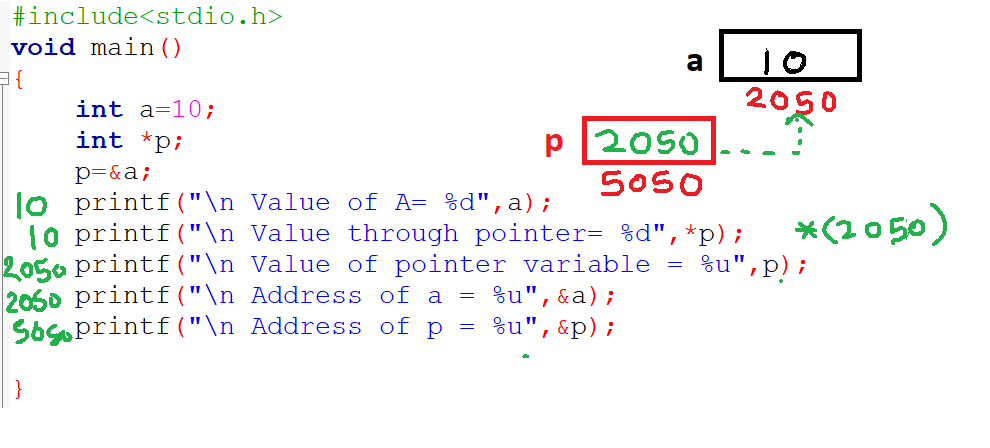 #include<stdio.h>
void main()
{
a 10
int a=10;
2050
int *p;
p 2050
p=&a;
5050
10 printf("\n Value of A= %d",a);
10 printf("\n Value through pointer= %d",*p); *(2050)
2050 printf("\n Value of pointer variable = %u",p);
2050 printf("\n Address of a = %u",&a);
5050 printf("\n Address of p = %u",&p);
}